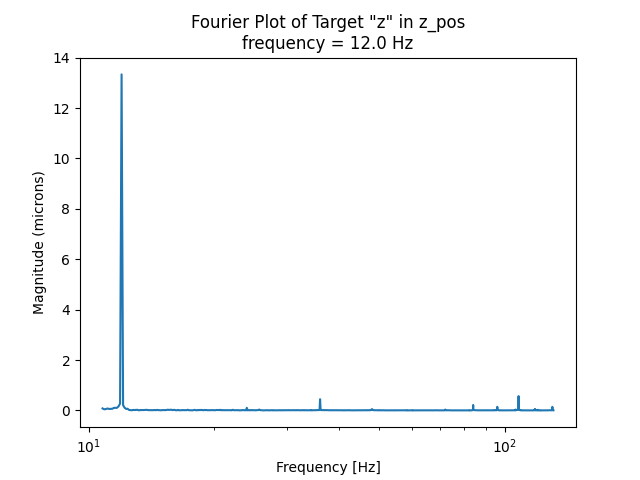 Fourier Plot of Target "z" in z_pos
frequency = 12.0 Hz
14
12
10
8
6
4
2
0
Magnitude (microns)
10¹
10²
Frequency [Hz]